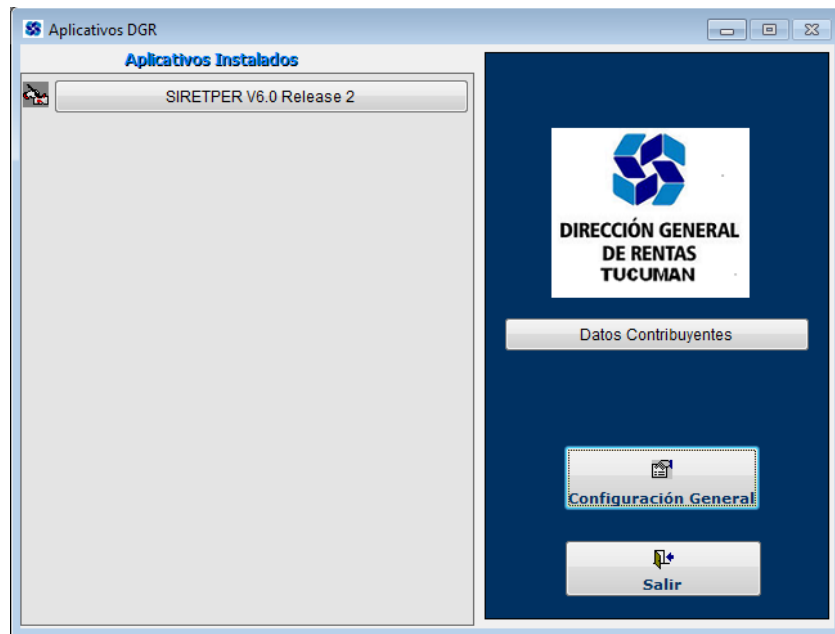 Aplicativos DGR
Aplicativos Instalados
SIRETPER V6.0 Release 2
DIRECCIÓN GENERAL
DE RENTAS
TUCUMAN
Datos Contribuyentes
Configuración General
Salir